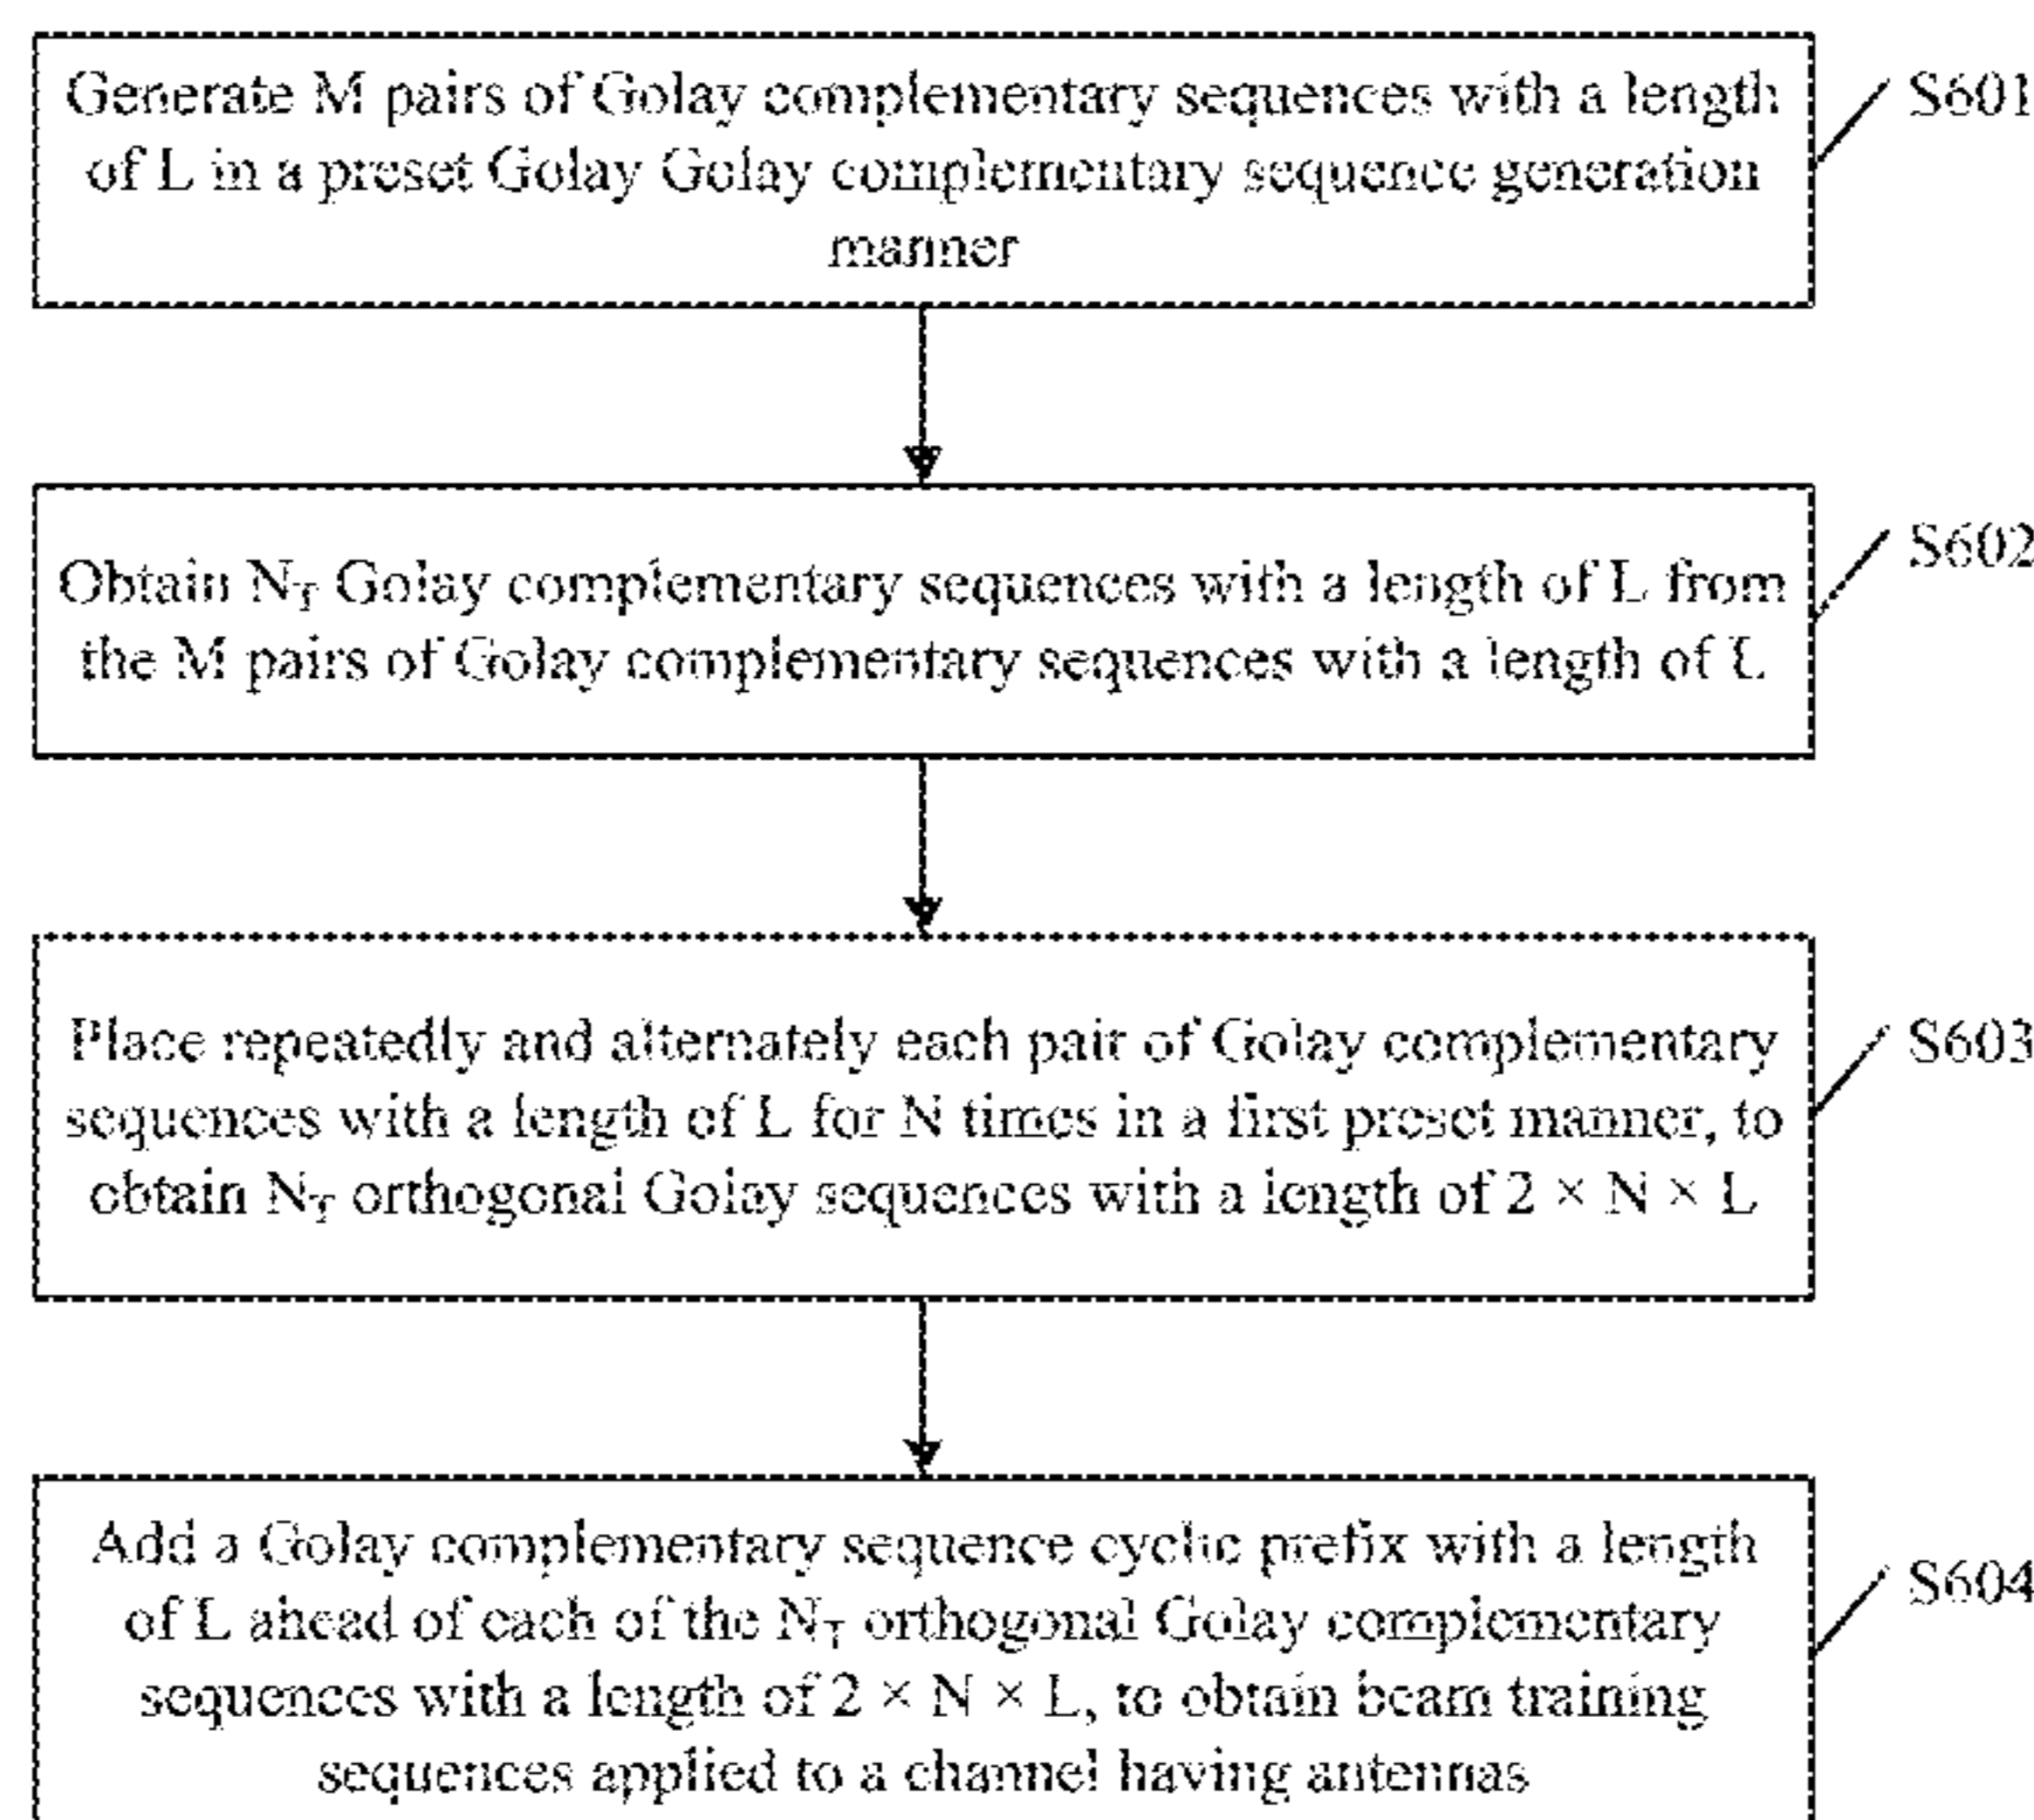 Generate M pairs of Golay complementary sequences with a length
of L in a preset Golay Golay complementary sequence generation
manner
S601
Obtain N_T Golay complementary sequences with a length of L from
the M pairs of Golay complementary sequences with a length of L
S602
Place repeatedly and alternately each pair of Golay complementary
sequences with a length of L for N times in a first preset manner, to
obtain N_T orthogonal Golay sequences with a length of 2 × N × L
S603
Add a Golay complementary sequence cyclic prefix with a length
of L ahead of each of the N_T orthogonal Golay complementary
sequences with a length of 2 × N × L, to obtain beam training
sequences applied to a channel having antennas
S604